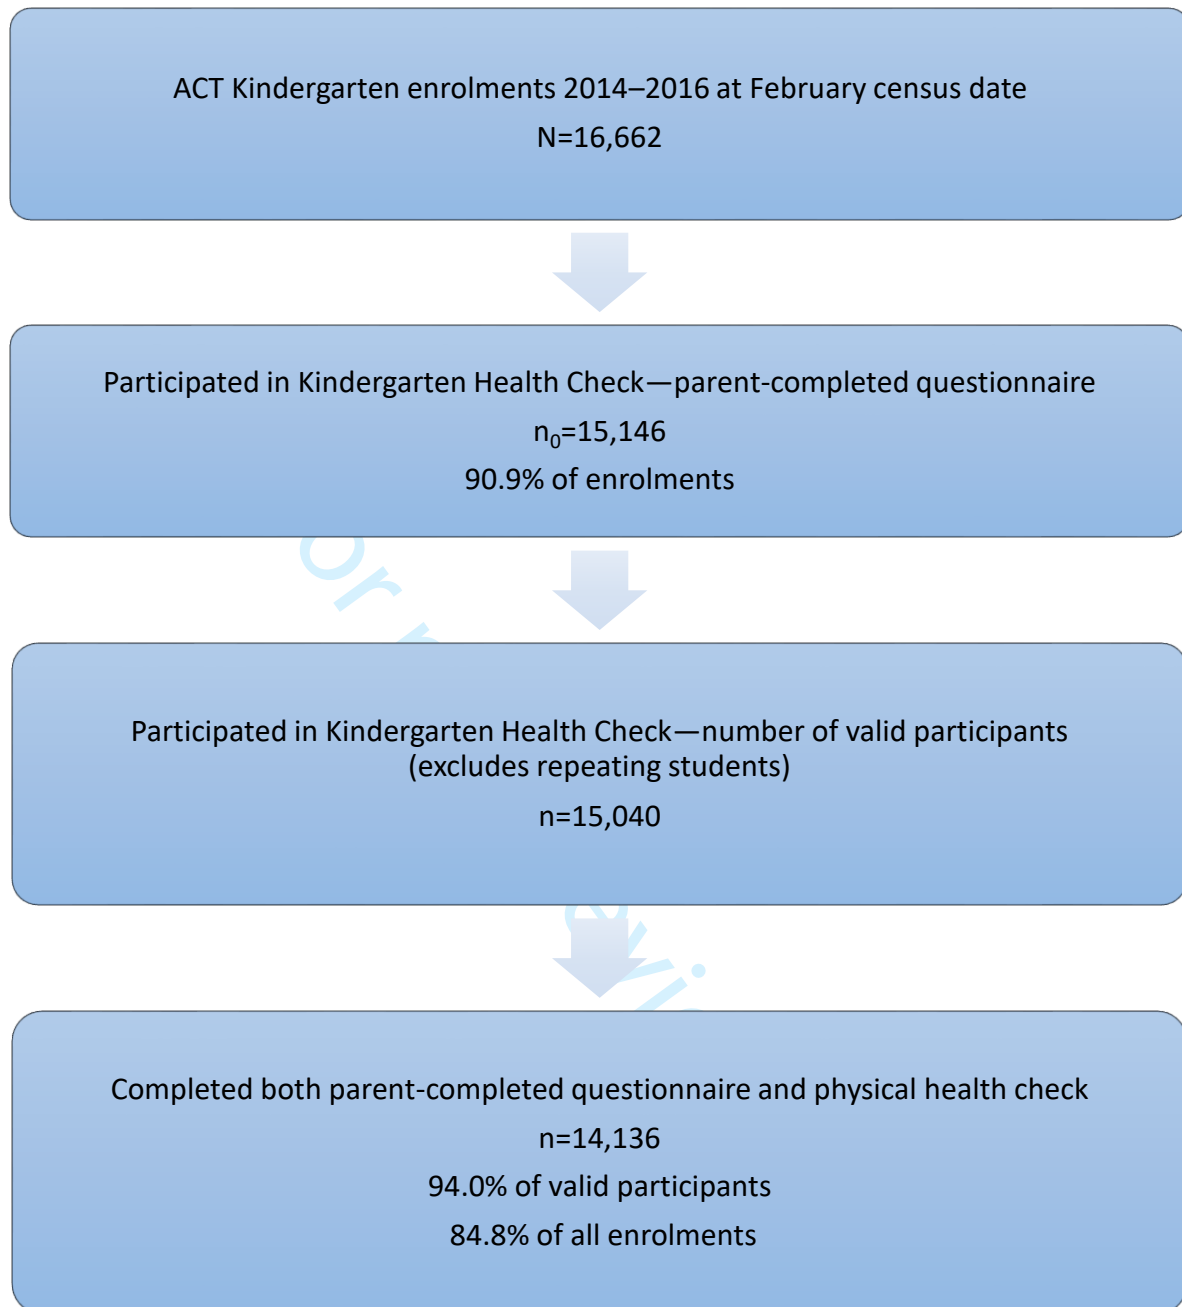 ACT Kindergarten enrolments 2014–2016 at February census date
N=16,662
Participated in Kindergarten Health Check—parent-completed questionnaire
n₀=15,146
90.9% of enrolments
Participated in Kindergarten Health Check—number of valid participants
(excludes repeating students)
n=15,040
Completed both parent-completed questionnaire and physical health check
n=14,136
94.0% of valid participants
84.8% of all enrolments